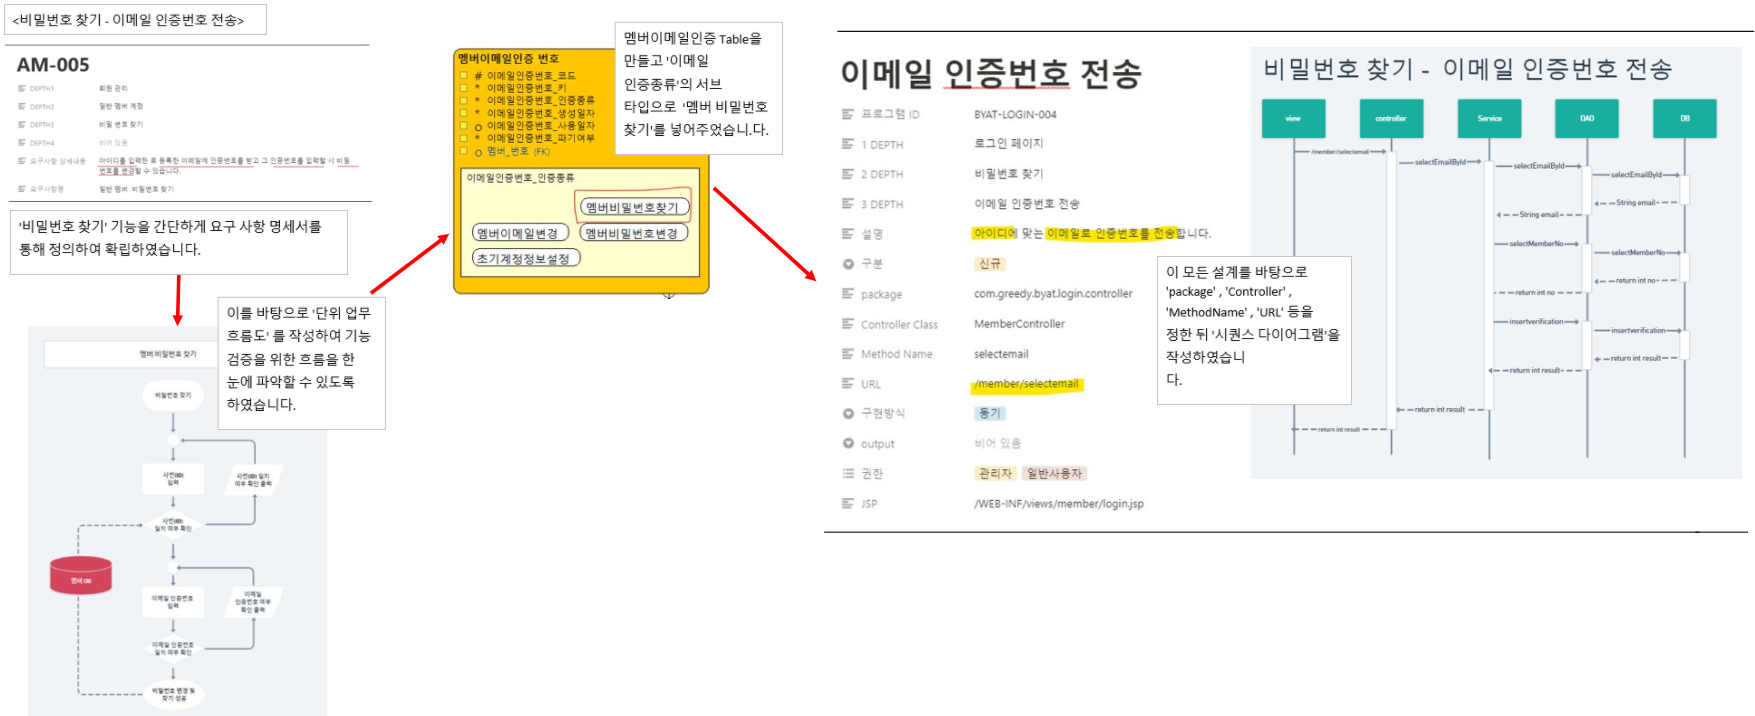 <비밀번호 찾기 - 이메일 인증번호 전송>
AM-005
DEPTH1 회원 관리
DEPTH2 일반 멤버 계정
DEPTH3 비밀 번호 찾기
DEPTH4 비어 있음
요구사항 상세내용 아이디를 입력한 후 등록한 이메일에 인증번호를 받고 그 인증번호를 입력할 시 비밀
번호를 변경할 수 있습니다.
요구사항명 일반 멤버 비밀번호 찾기
'비밀번호 찾기' 기능을 간단하게 요구 사항 명세서를
통해 정의하여 확립하였습니다.
이를 바탕으로 '단위 업무
흐름도' 를 작성하여 기능
검증을 위한 흐름을 한
눈에 파악할 수 있도록
하였습니다.
멤버 비밀번호 찾기
비밀번호 찾기
사번(ID)
입력
사번(ID) 일치
여부 확인 출력
사번(ID)
일치 여부 확인
멤버 DB
이메일 인증번호
입력
이메일
인증번호 여부
확인 출력
이메일 인증번호
일치 여부 확인
비밀번호 변경 및
찾기 성공
멤버이메일인증 번호
# 이메일인증번호_코드
* 이메일인증번호_키
* 이메일인증번호_인증종류
* 이메일인증번호_생성일자
o 이메일인증번호_사용일자
* 이메일인증번호_파기여부
o 멤버_번호 (FK)
이메일인증번호_인증종류
멤버비밀번호찾기
멤버이메일변경
멤버비밀번호변경
초기계정정보설정
멤버이메일인증 Table을
만들고 '이메일
인증종류'의 서브
타입으로 '멤버 비밀번호
찾기'를 넣어주었습니.다.
이메일 인증번호 전송
프로그램 ID BYAT-LOGIN-004
1 DEPTH 로그인 페이지
2 DEPTH 비밀번호 찾기
3 DEPTH 이메일 인증번호 전송
설명 아이디에 맞는 이메일로 인증번호를 전송합니다.
구분 신규
package com.greedy.byat.login.controller
Controller Class MemberController
Method Name selectemail
URL /member/selectemail
구현방식 동기
output 비어 있음
권한 관리자 일반사용자
JSP /WEB-INF/views/member/login.jsp
이 모든 설계를 바탕으로
'package' , 'Controller' ,
'MethodName' , 'URL' 등을
정한 뒤 '시퀀스 다이어그램'을
작성하였습니
다.
비밀번호 찾기 - 이메일 인증번호 전송
view controller Service DAO DB
/member/selectemail
selectEmailById
selectEmailById
selectEmailById
String email
String email
selectMemberNo
selectMemberNo
return int no
return int no
insertverification
insertverification
return int result
return int result
return int result
return int result